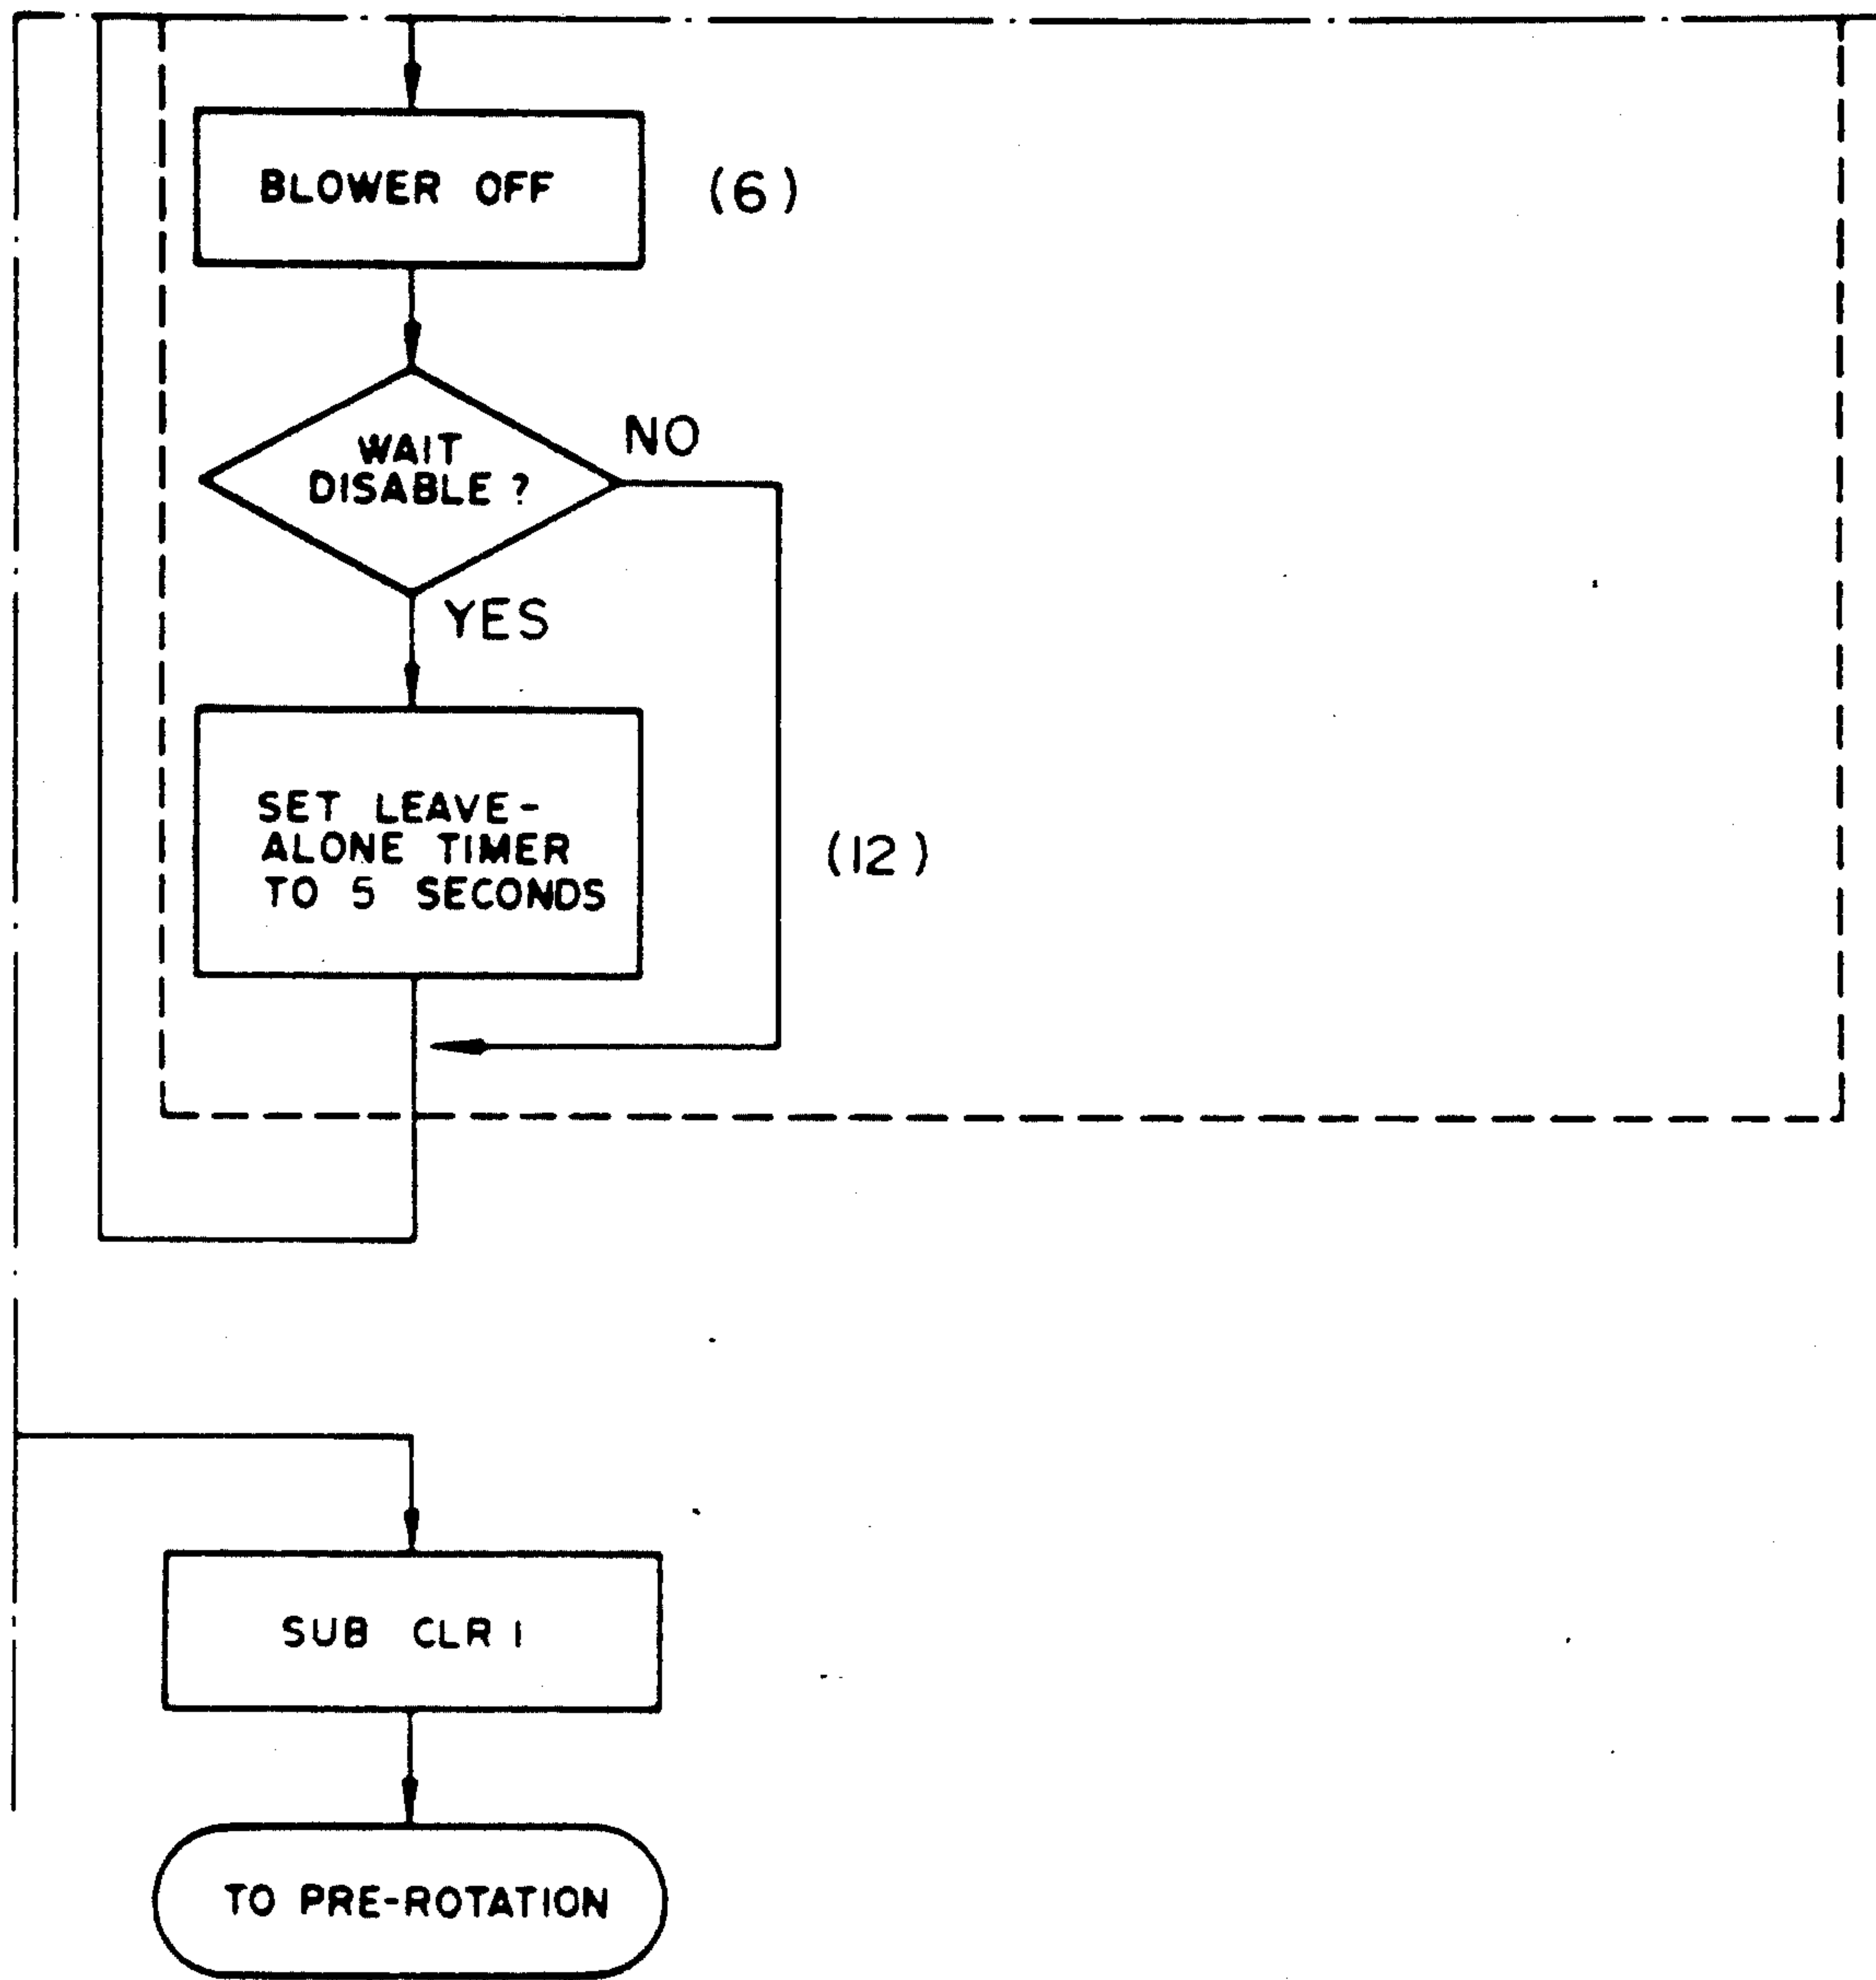 BLOWER OFF
(6)
WAIT
DISABLE ?
NO
YES
SET LEAVE-
ALONE TIMER
TO 5 SECONDS
(12)
SUB CLR 1
TO PRE-ROTATION